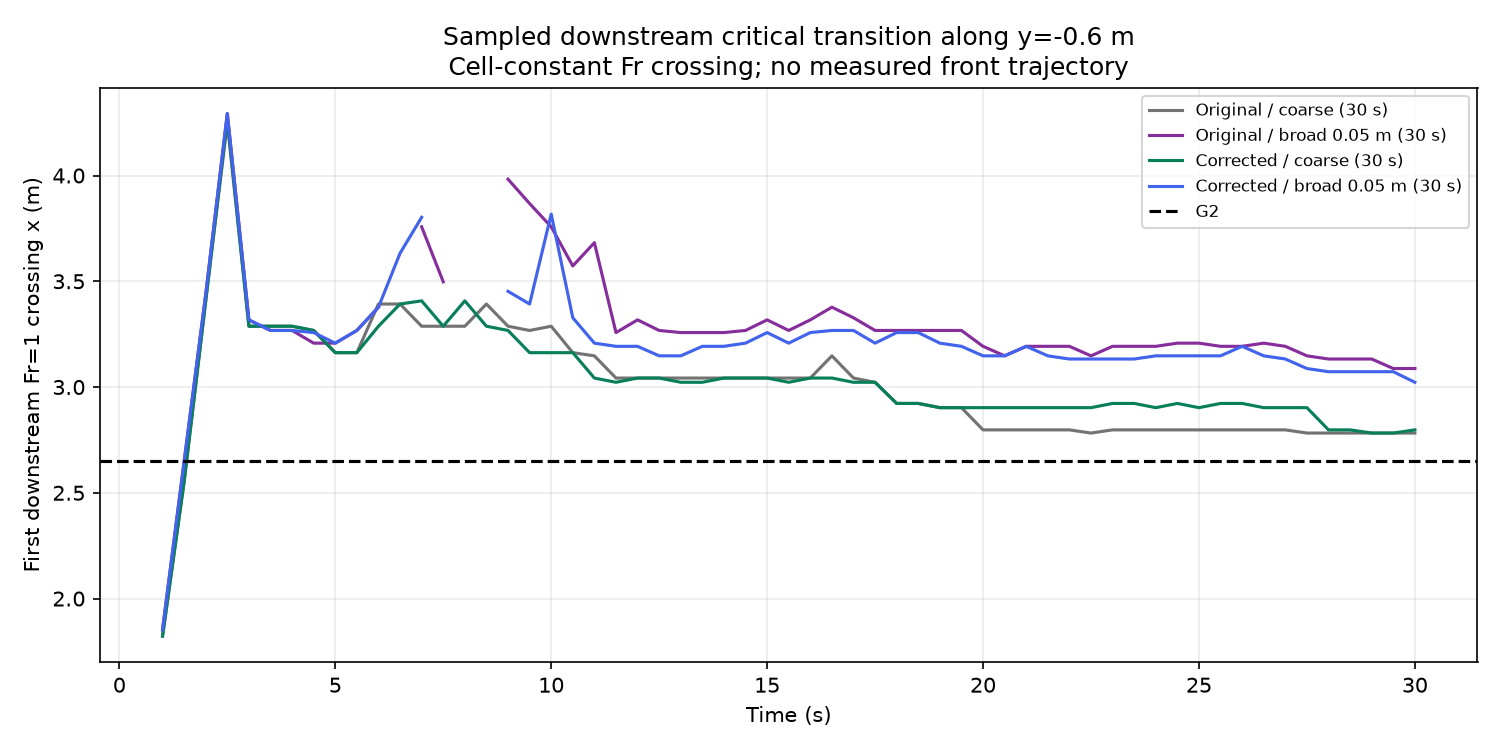 Sampled downstream critical transition along y=-0.6 m
Cell-constant Fr crossing; no measured front trajectory
First downstream Fr=1 crossing x (m)
4.0
3.5
3.0
2.5
2.0
Original / coarse (30 s)
Original / broad 0.05 m (30 s)
Corrected / coarse (30 s)
Corrected / broad 0.05 m (30 s)
G2
0 5 10 15 20 25 30
Time (s)